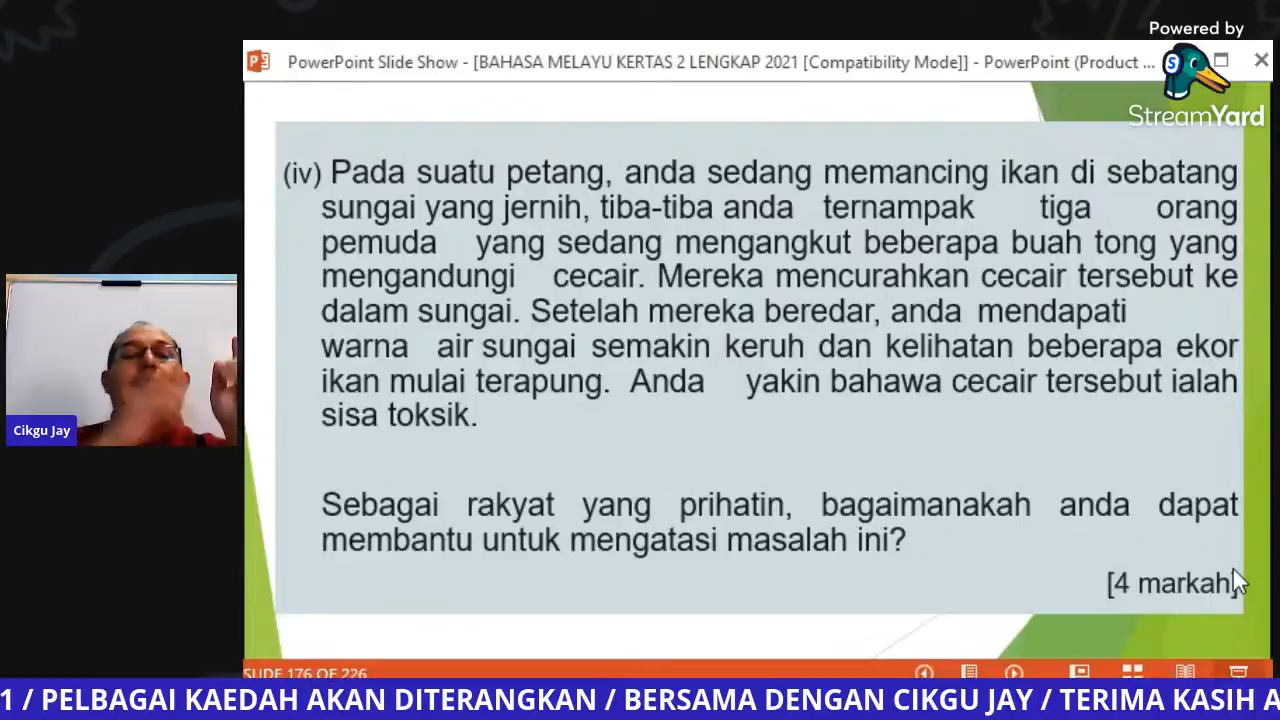 Powered by
PowerPoint Slide Show - [BAHASA MELAYU KERTAS 2 LENGKAP 2021 [Compatibility Mode]] - PowerPoint (Product ...
S
StreamYard
(iv) Pada suatu petang, anda sedang memancing ikan di sebatang
sungai yang jernih, tiba-tiba anda ternampak tiga orang
pemuda yang sedang mengangkut beberapa buah tong yang
mengandungi cecair. Mereka mencurahkan cecair tersebut ke
dalam sungai. Setelah mereka beredar, anda mendapati
warna air sungai semakin keruh dan kelihatan beberapa ekor
ikan mulai terapung. Anda yakin bahawa cecair tersebut ialah
sisa toksik.
Cikgu Jay
Sebagai rakyat yang prihatin, bagaimanakah anda dapat
membantu untuk mengatasi masalah ini?
[4 markah]
SLIDE 176 OF 226
1 / PELBAGAI KAEDAH AKAN DITERANGKAN / BERSAMA DENGAN CIKGU JAY / TERIMA KASIH A